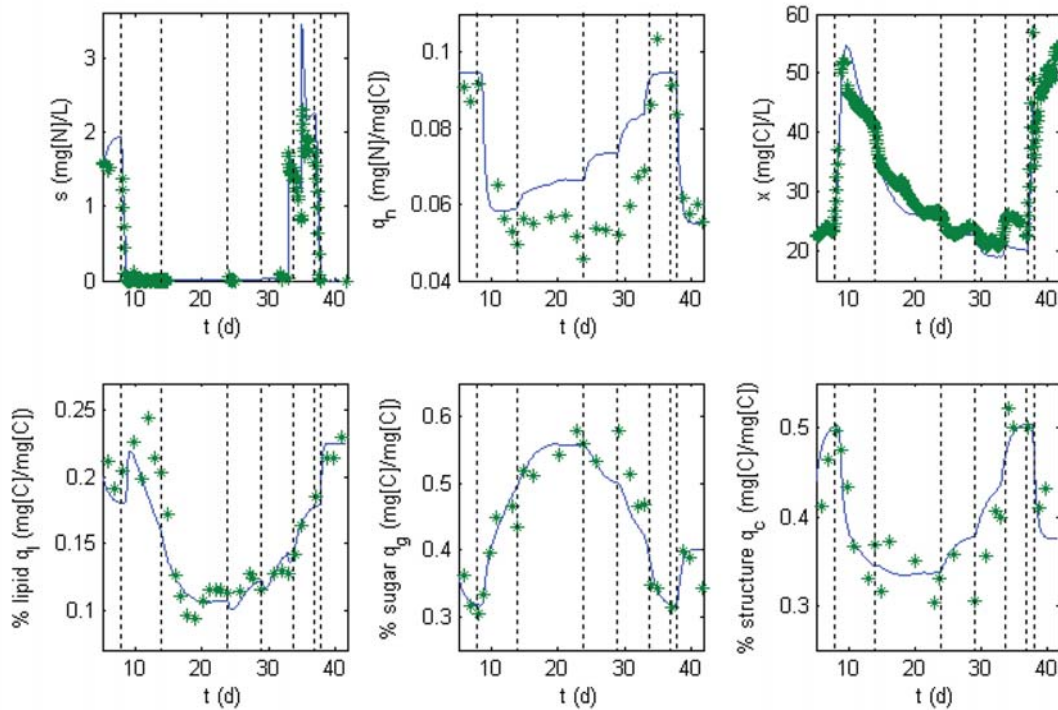 3
2
1
0
s (mg[N]/L)
10 20 30 40
t (d)
0.1
0.08
0.06
0.04
q_n (mg[N]/mg[C])
10 20 30 40
t (d)
60
50
40
30
20
x (mg[C]/L)
10 20 30 40
t (d)
0.25
0.2
0.15
0.1
% lipid q_l (mg[C]/mg[C])
10 20 30 40
t (d)
0.6
0.5
0.4
0.3
% sugar q_g (mg[C]/mg[C])
10 20 30 40
t (d)
0.5
0.4
0.3
% structure q_c (mg[C]/mg[C])
10 20 30 40
t (d)